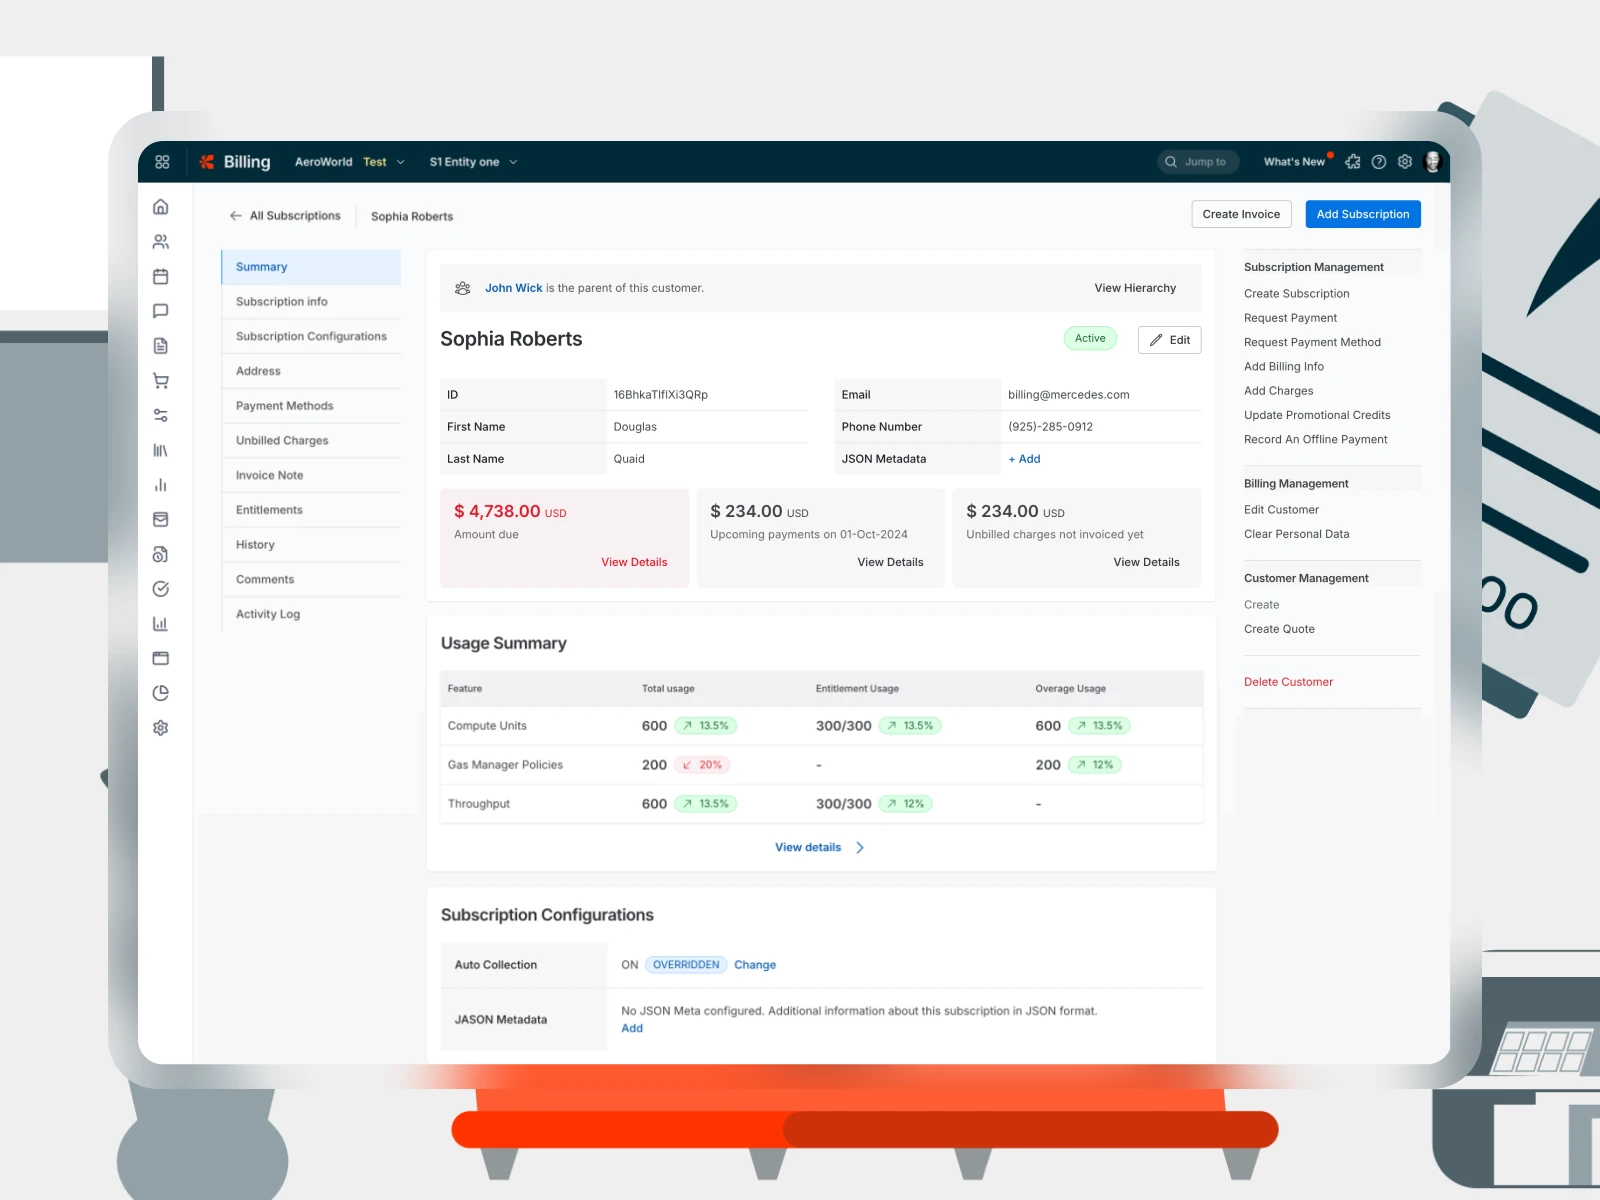 Billing AeroWorld Test S1 Entity one Jump to What's New
All Subscriptions Sophia Roberts Create Invoice Add Subscription
Summary
Subscription info
Subscription Configurations
Address
Payment Methods
Unbilled Charges
Invoice Note
Entitlements
History
Comments
Activity Log
John Wick is the parent of this customer. View Hierarchy
Sophia Roberts Active Edit
ID 16BhkaTIflXi3QRp
First Name Douglas
Last Name Quaid
Email billing@mercedes.com
Phone Number (925)-285-0912
JSON Metadata + Add
$ 4,738.00 USD
Amount due
View Details
$ 234.00 USD
Upcoming payments on 01-Oct-2024
View Details
$ 234.00 USD
Unbilled charges not invoiced yet
View Details
Usage Summary
Feature Total usage Entitlement Usage Overage Usage
Compute Units 600 13.5% 300/300 13.5% 600 13.5%
Gas Manager Policies 200 20% - 200 12%
Throughput 600 13.5% 300/300 12% -
View details
Subscription Configurations
Auto Collection ON OVERRIDDEN Change
JASON Metadata No JSON Meta configured. Additional information about this subscription in JSON format.
Add
Subscription Management
Create Subscription
Request Payment
Request Payment Method
Add Billing Info
Add Charges
Update Promotional Credits
Record An Offline Payment
Billing Management
Edit Customer
Clear Personal Data
Customer Management
Create
Create Quote
Delete Customer
00